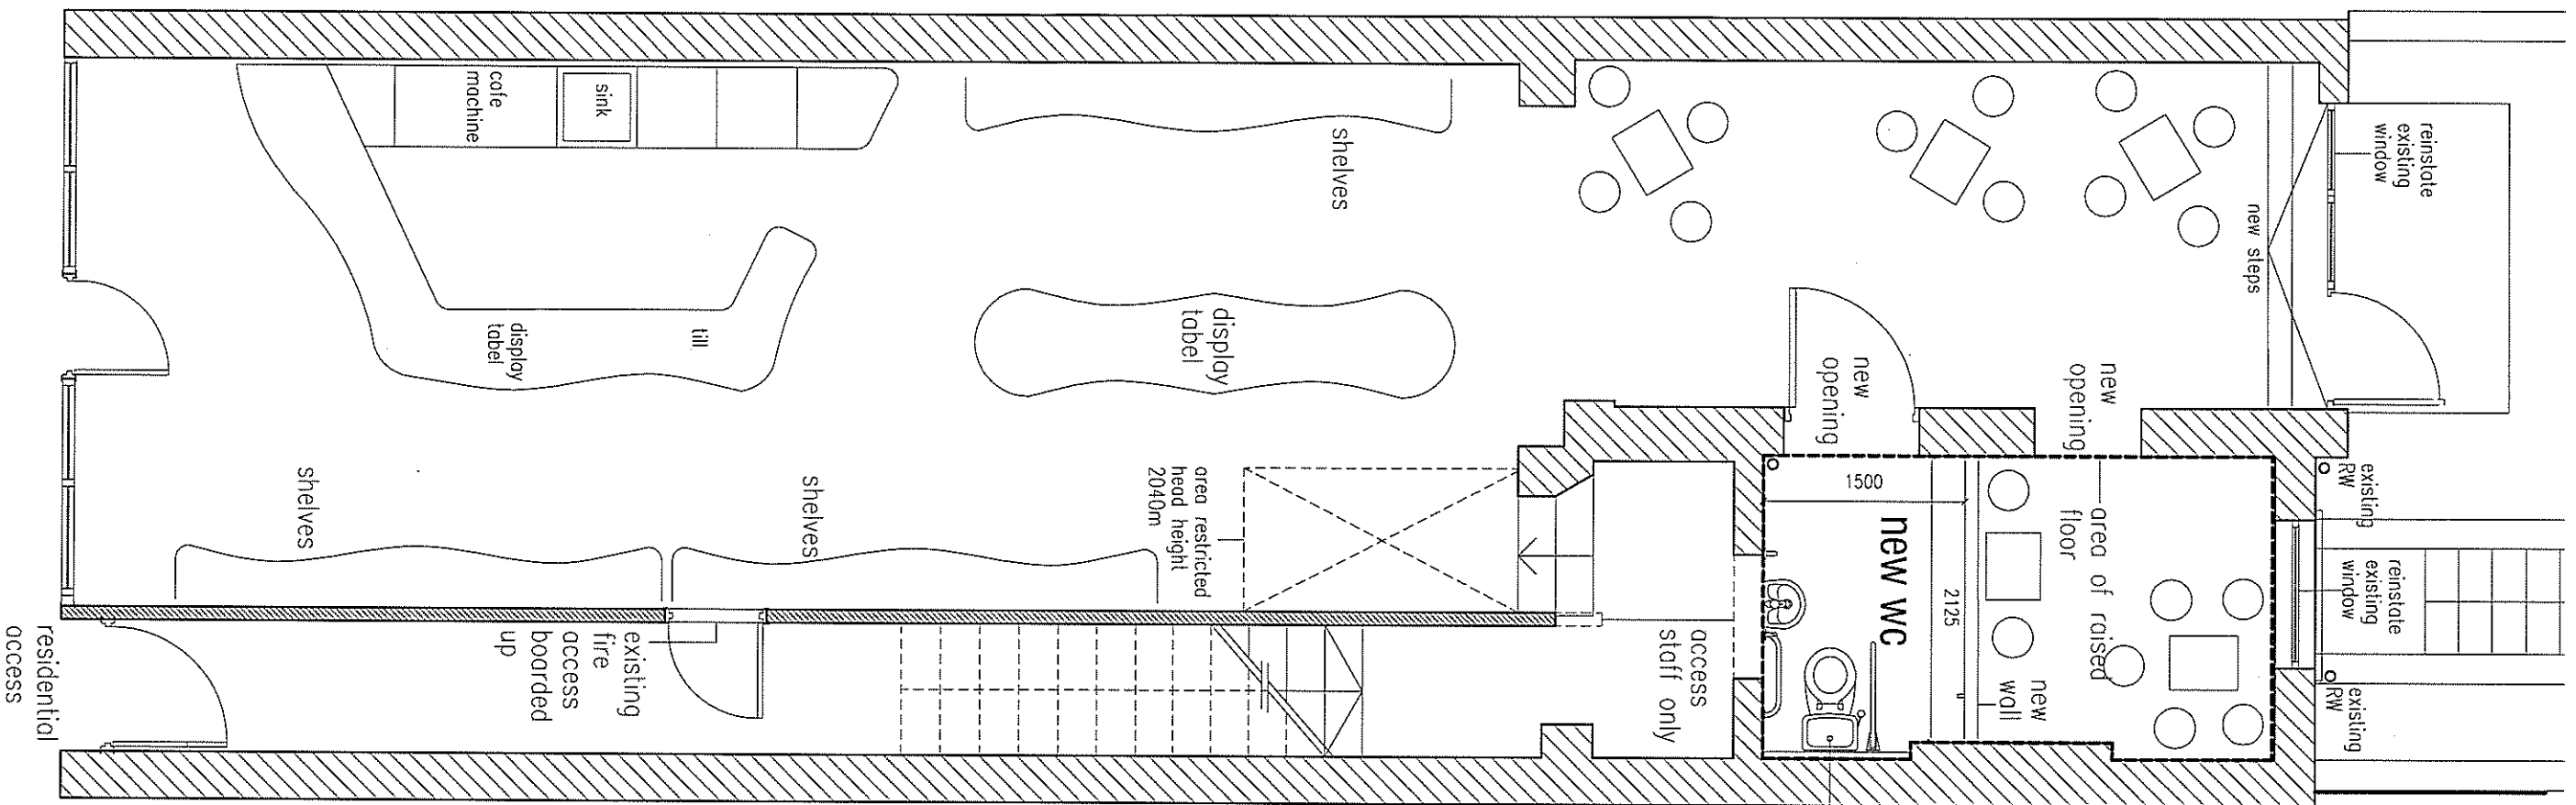 cafe
machine
sink
shelves
reinstate
existing
window
new steps
display
tabel
till
display
tabel
new
opening
new
opening
shelves
shelves
area restricted
head height
2040m
1500
new wc
2125
area of raised
floor
existing
RW
reinstate
existing
window
existing
RW
new
wall
access
staff only
existing
fire
access
boarded
up
residential
access